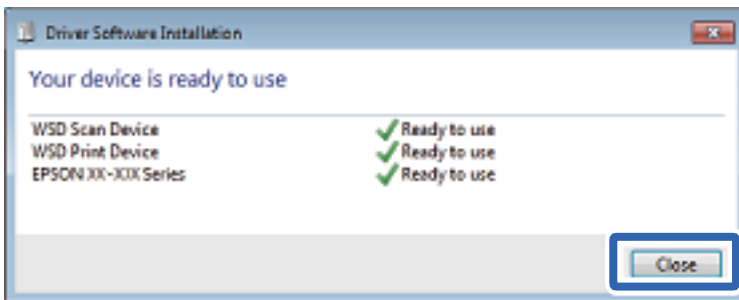 Driver Software Installation
Your device is ready to use
WSD Scan Device Ready to use
WSD Print Device Ready to use
EPSON XX-XXX Series Ready to use
Close